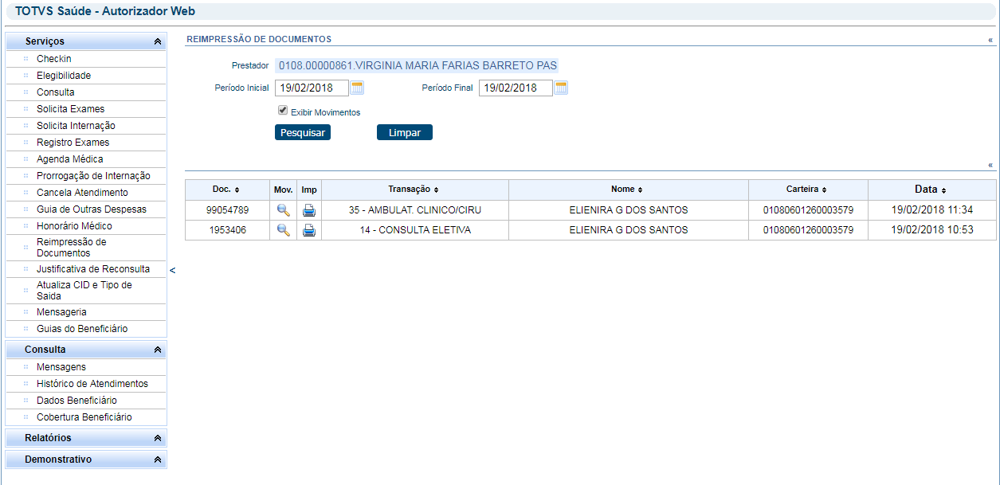 TOTVS Saúde - Autorizador Web
Serviços
Checkin
Elegibilidade
Consulta
Solicita Exames
Solicita Internação
Registro Exames
Agenda Médica
Prorrogação de Internação
Cancela Atendimento
Guia de Outras Despesas
Honorário Médico
Reimpressão de
Documentos
Justificativa de Reconsulta
Atualiza CID e Tipo de
Saida
Mensageria
Guias do Beneficiário
Consulta
Mensagens
Histórico de Atendimentos
Dados Beneficiário
Cobertura Beneficiário
Relatórios
Demonstrativo
<
REIMPRESSÃO DE DOCUMENTOS «
Prestador 0108.00000861.VIRGINIA MARIA FARIAS BARRETO PAS
Período Inicial 19/02/2018 Período Final 19/02/2018
Exibir Movimentos
Pesquisar Limpar
«
Doc. Mov. Imp Transação Nome Carteira Data
99054789 35 - AMBULAT. CLINICO/CIRU ELIENIRA G DOS SANTOS 01080601260003579 19/02/2018 11:34
1953406 14 - CONSULTA ELETIVA ELIENIRA G DOS SANTOS 01080601260003579 19/02/2018 10:53